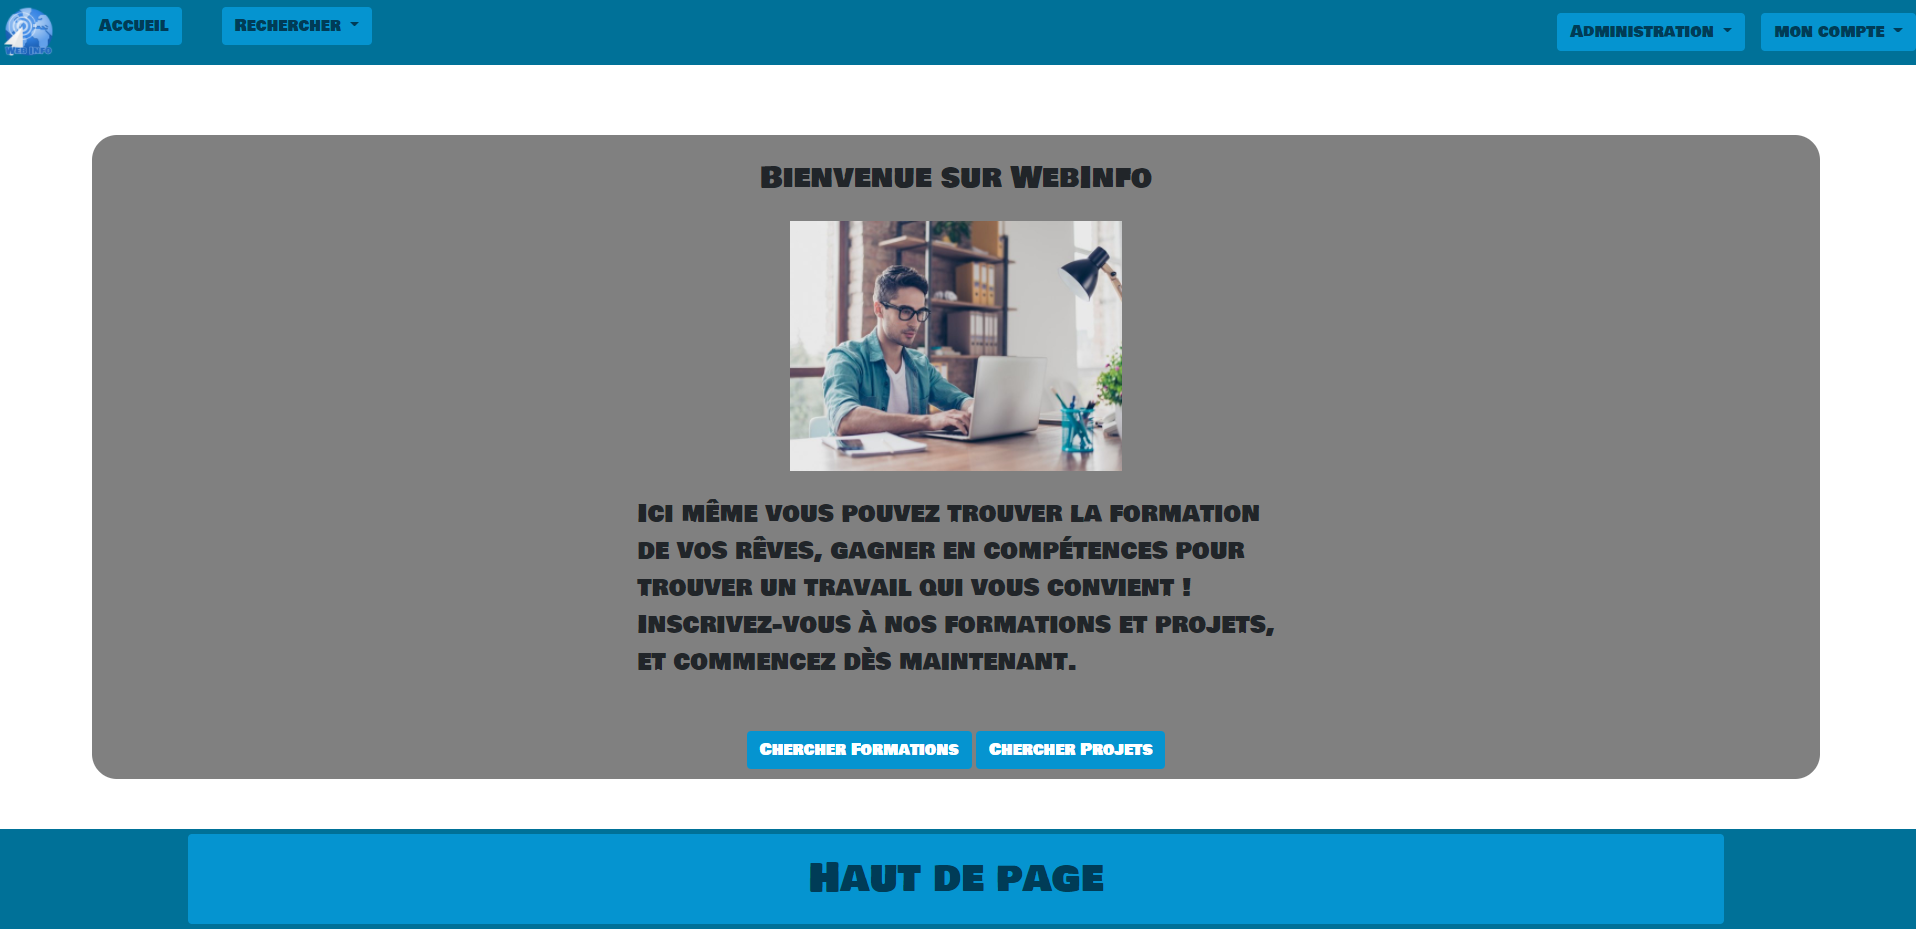 Web Info
Accueil
Rechercher
Administration
mon compte
Bienvenue sur WebInfo
Ici même vous pouvez trouver la formation
de vos rêves, gagner en compétences pour
trouver un travail qui vous convient !
Inscrivez-vous à nos formations et projets,
et commencez dès maintenant.
Chercher Formations
Chercher Projets
Haut de page